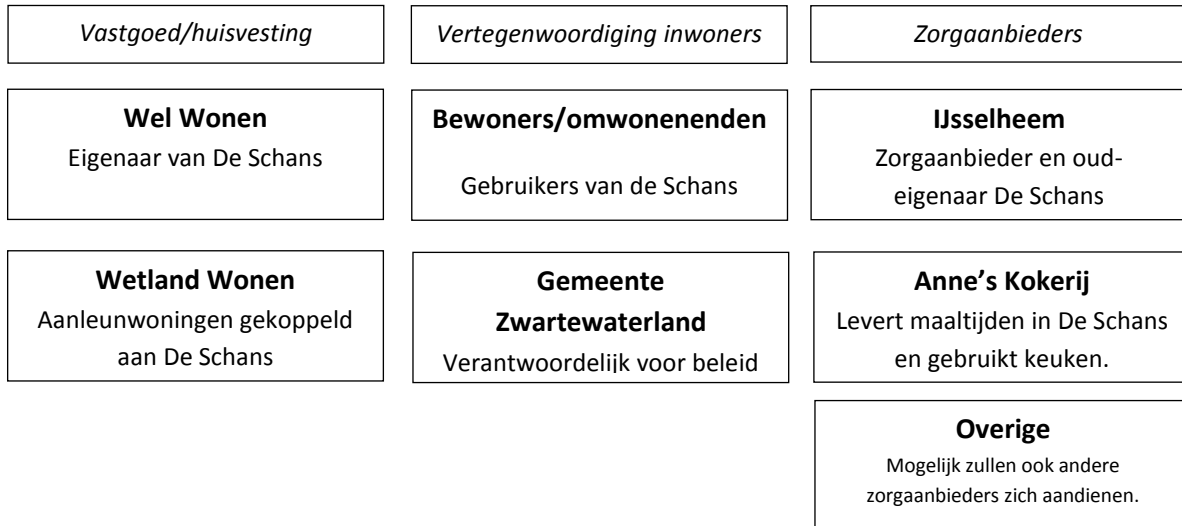 Vastgoed/huisvesting
Vertegenwoordiging inwoners
Zorgaanbieders
Wel Wonen
Eigenaar van De Schans
Bewoners/omwonenenden
Gebruikers van de Schans
IJsselheem
Zorgaanbieder en oud-
eigenaar De Schans
Wetland Wonen
Aanleunwoningen gekoppeld
aan De Schans
Gemeente
Zwartewaterland
Verantwoordelijk voor beleid
Anne's Kokerij
Levert maaltijden in De Schans
en gebruikt keuken.
Overige
Mogelijk zullen ook andere
zorgaanbieders zich aandienen.